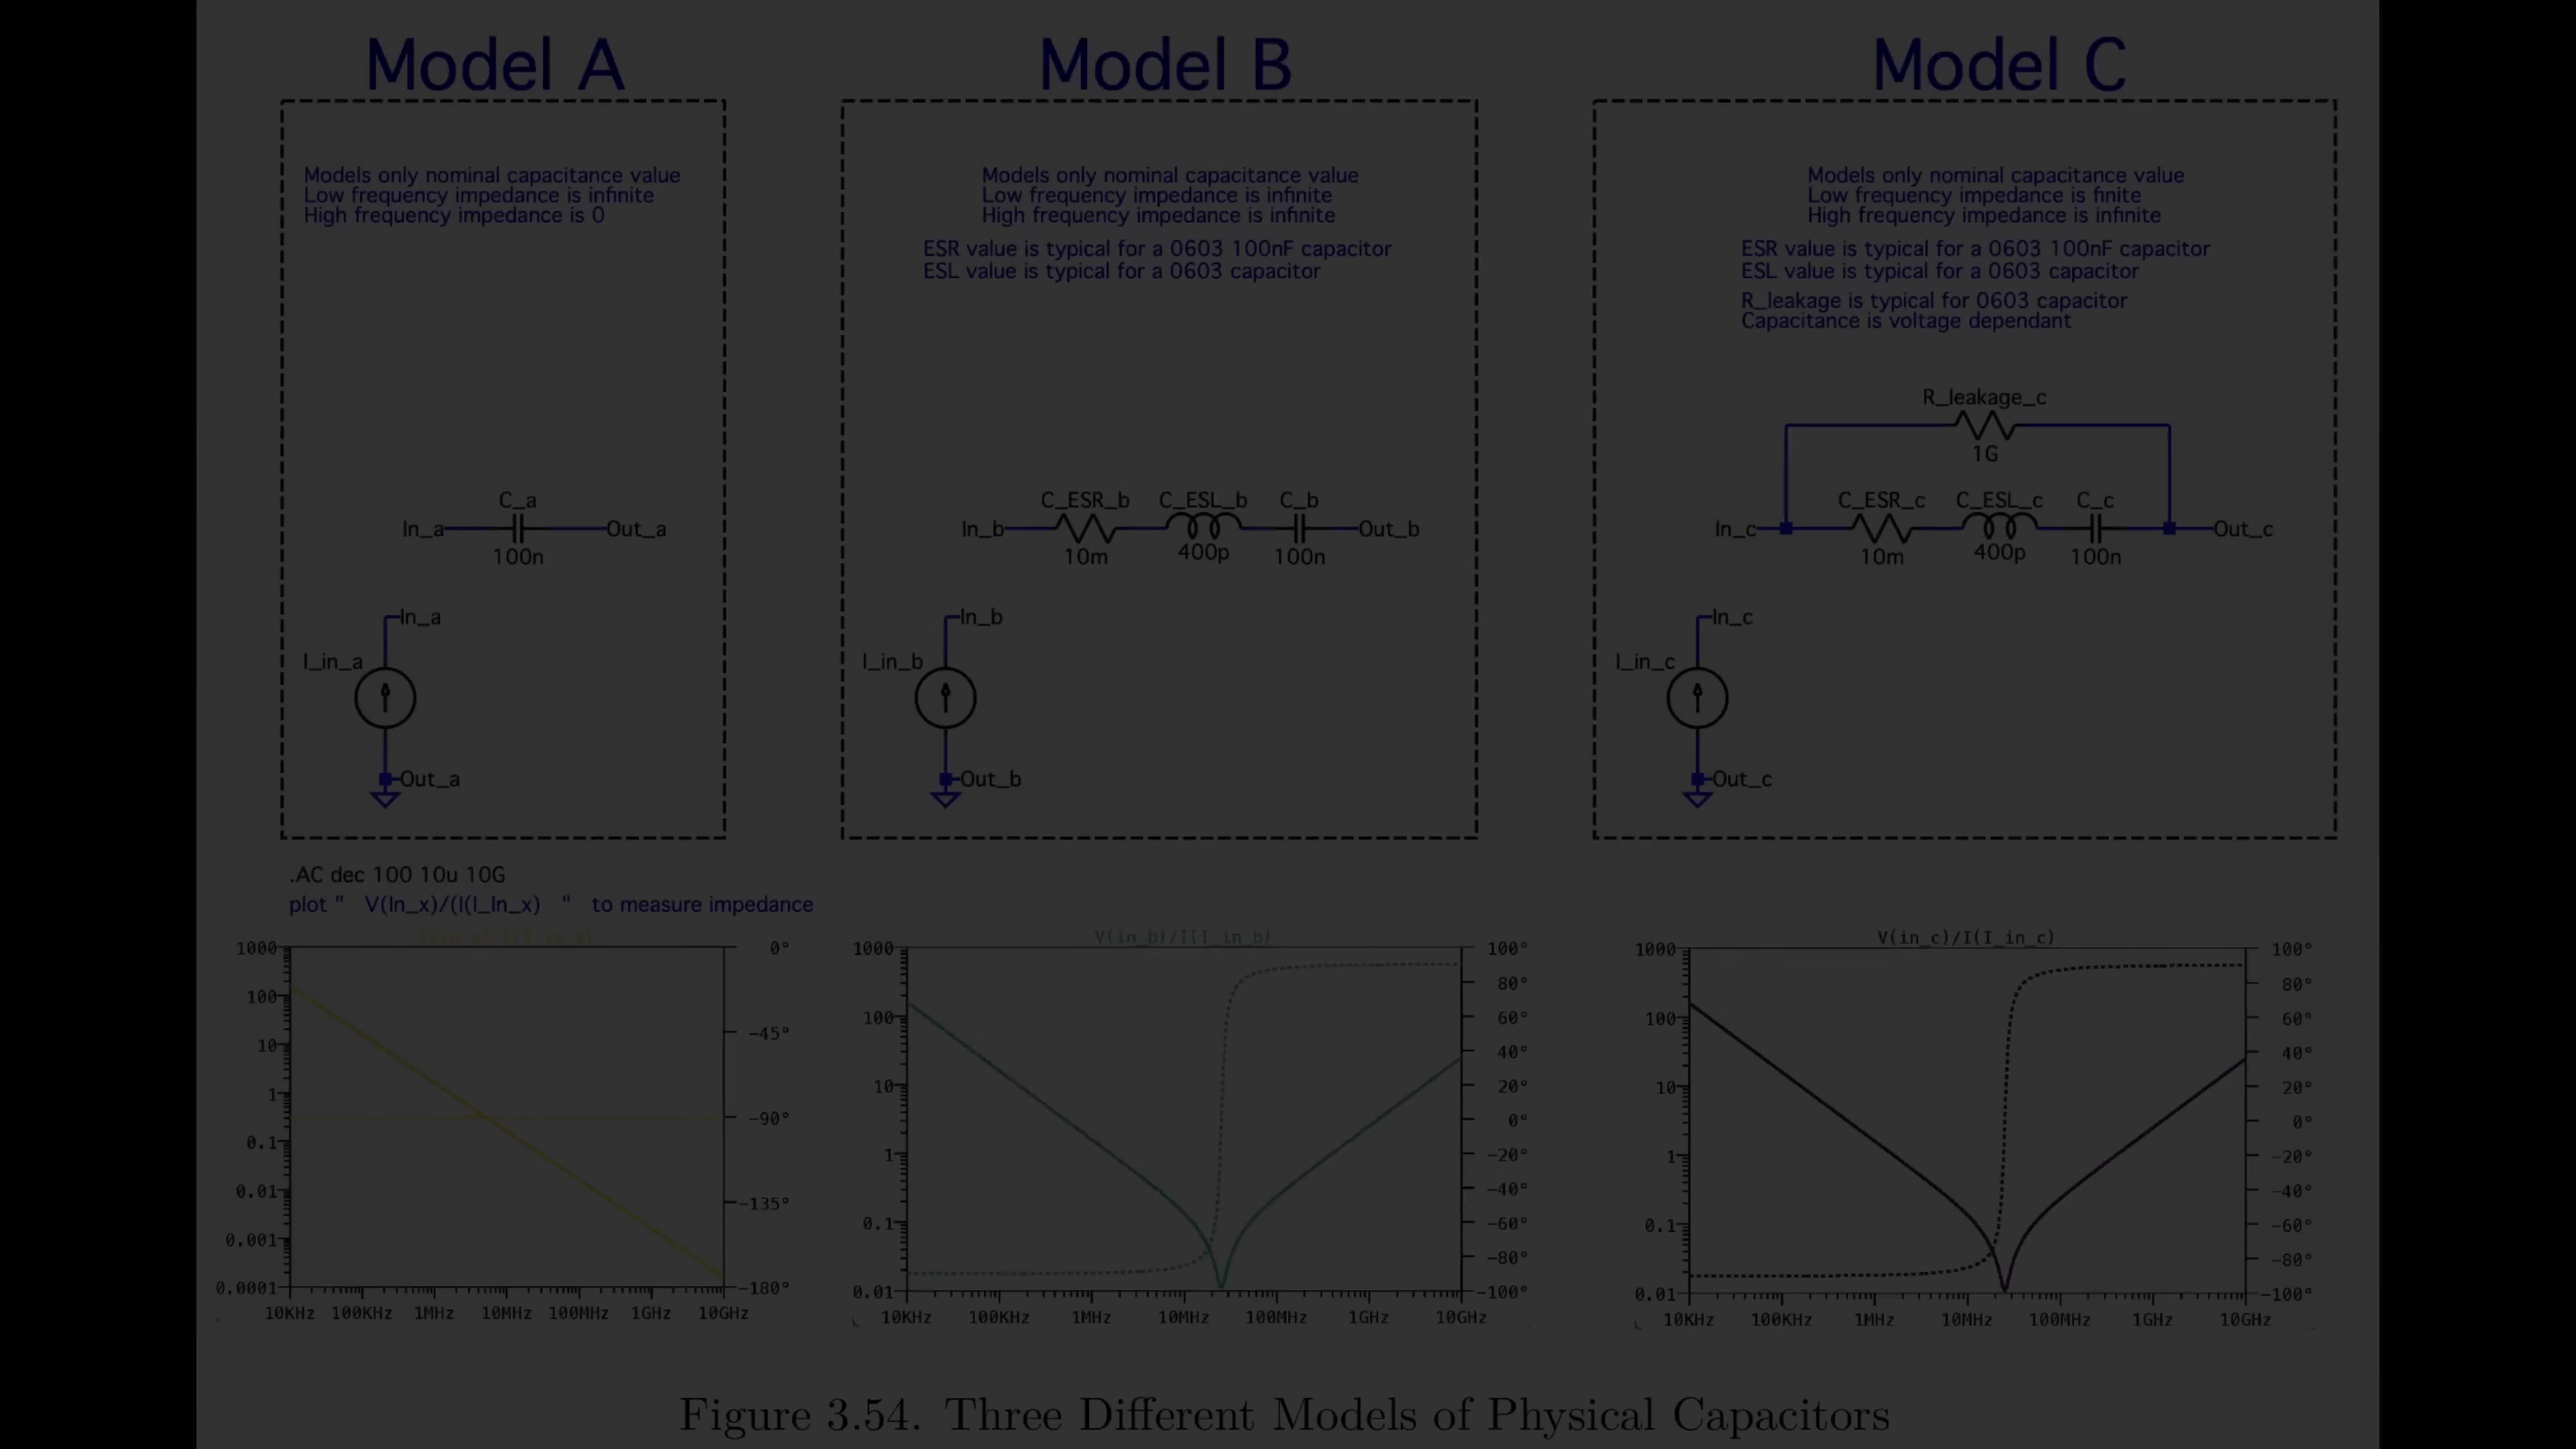 Model A
Models only nominal capacitance value
Low frequency impedance is infinite
High frequency impedance is 0
C_a
In_a
Out_a
100n
In_a
I_in_a
Out_a
Model B
Models only nominal capacitance value
Low frequency impedance is infinite
High frequency impedance is infinite
ESR value is typical for a 0603 100nF capacitor
ESL value is typical for a 0603 capacitor
C_ESR_b C_ESL_b C_b
In_b
Out_b
10m 400p 100n
In_b
I_in_b
Out_b
Model C
Models only nominal capacitance value
Low frequency impedance is finite
High frequency impedance is infinite
ESR value is typical for a 0603 100nF capacitor
ESL value is typical for a 0603 capacitor
R_leakage is typical for 0603 capacitor
Capacitance is voltage dependant
R_leakage_c
1G
C_ESR_c C_ESL_c C_c
In_c
Out_c
10m 400p 100n
In_c
I_in_c
Out_c
.AC dec 100 10u 10G
plot " V(In_x)/(I(I_In_x) " to measure impedance
1000 0°
100
-45°
10
1
-90°
0.1
0.01
-135°
0.001
0.0001 -180°
10KHz 100KHz 1MHz 10MHz 100MHz 1GHz 10GHz
V(in_b)/I(I_in_b)
1000 100°
80°
100 60°
40°
10 20°
0°
1 -20°
-40°
0.1 -60°
-80°
0.01 -100°
10KHz 100KHz 1MHz 10MHz 100MHz 1GHz 10GHz
V(in_c)/I(I_in_c)
1000 100°
80°
100 60°
40°
10 20°
0°
1 -20°
-40°
0.1 -60°
-80°
0.01 -100°
10KHz 100KHz 1MHz 10MHz 100MHz 1GHz 10GHz
Figure 3.54. Three Different Models of Physical Capacitors